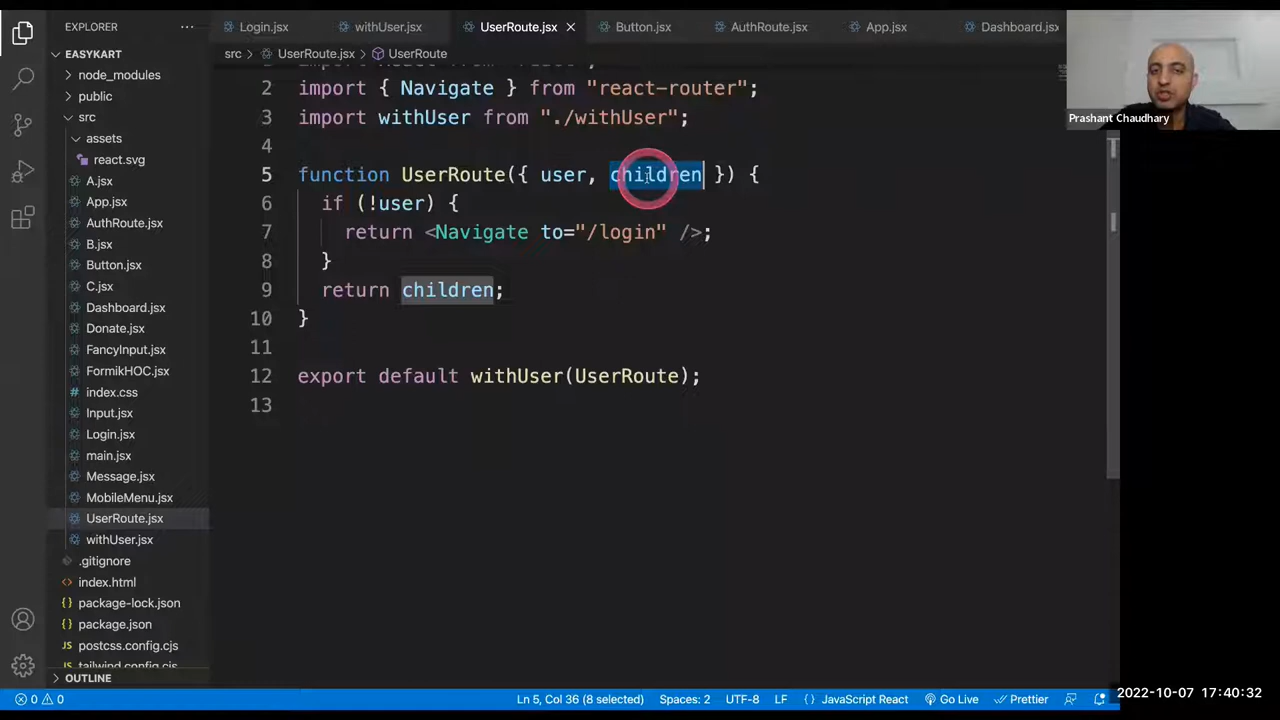 EXPLORER
Login.jsx
withUser.jsx
UserRoute.jsx
Button.jsx
AuthRoute.jsx
App.jsx
Dashboard.jsx
EASYKART
src > UserRoute.jsx > UserRoute
node_modules
public
src
assets
react.svg
A.jsx
App.jsx
AuthRoute.jsx
B.jsx
Button.jsx
C.jsx
Dashboard.jsx
Donate.jsx
FancyInput.jsx
FormikHOC.jsx
index.css
Input.jsx
Login.jsx
main.jsx
Message.jsx
MobileMenu.jsx
UserRoute.jsx
withUser.jsx
.gitignore
index.html
package-lock.json
package.json
postcss.config.cjs
tailwind.config.cjs
OUTLINE
2 import { Navigate } from "react-router";
3 import withUser from "./withUser";
4
5 function UserRoute({ user, children }) {
6 if (!user) {
7 return <Navigate to="/login" />;
8 }
9 return children;
10 }
11
12 export default withUser(UserRoute);
13
Prashant Chaudhary
0 0
Ln 5, Col 36 (8 selected)
Spaces: 2
UTF-8
LF
{ } JavaScript React
Go Live
Prettier
2022-10-07 17:40:32